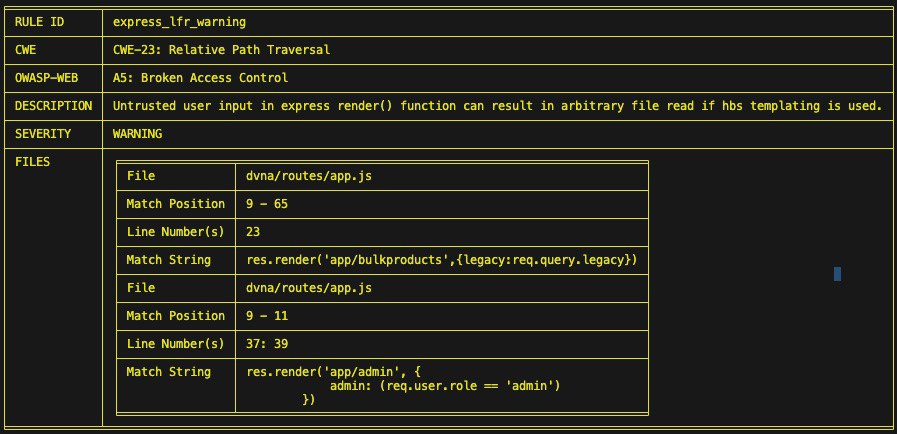 RULE ID express_lfr_warning
CWE CWE-23: Relative Path Traversal
OWASP-WEB A5: Broken Access Control
DESCRIPTION Untrusted user input in express render() function can result in arbitrary file read if hbs templating is used.
SEVERITY WARNING
FILES
File dvna/routes/app.js
Match Position 9 - 65
Line Number(s) 23
Match String res.render('app/bulkproducts',{legacy:req.query.legacy})
File dvna/routes/app.js
Match Position 9 - 11
Line Number(s) 37: 39
Match String res.render('app/admin', {
admin: (req.user.role == 'admin')
})